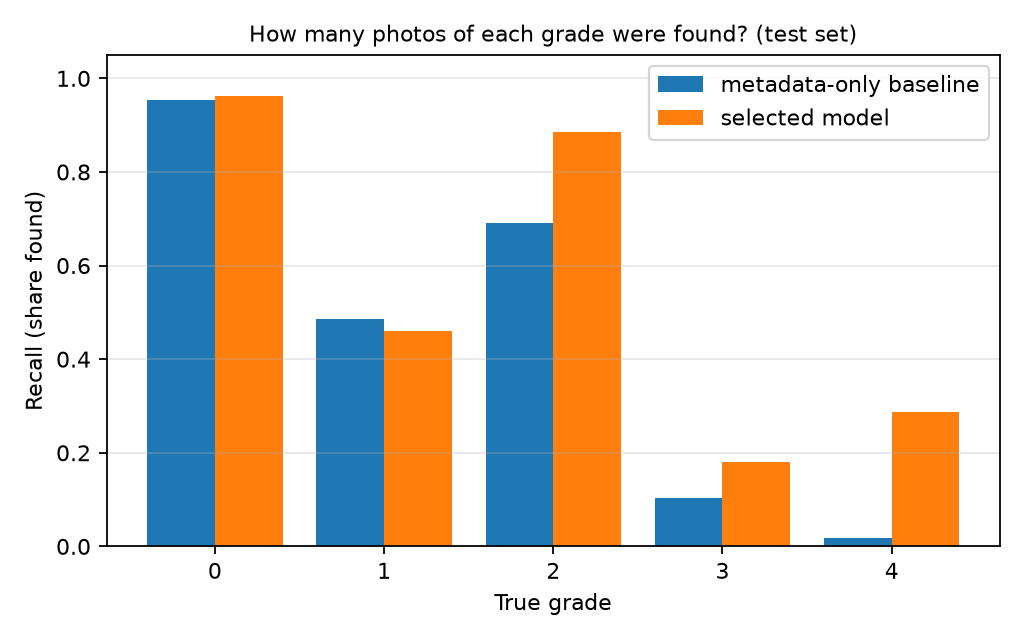 How many photos of each grade were found? (test set)
metadata-only baseline
selected model
Recall (share found)
1.0
0.8
0.6
0.4
0.2
0.0
0 1 2 3 4
True grade